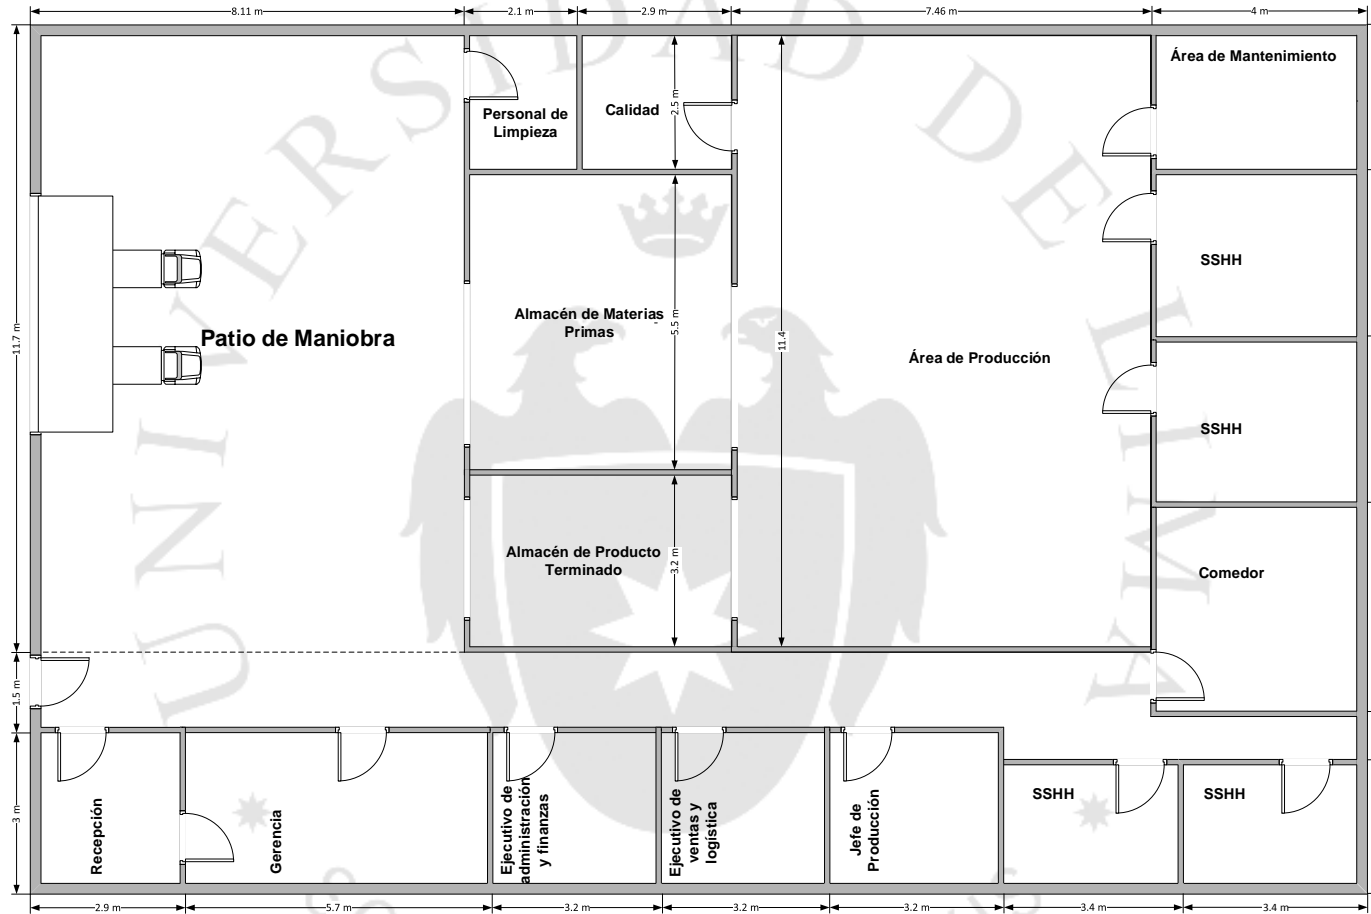 8.11 m
2.1 m
2.9 m
7.46 m
4 m
UNIVERSIDAD DE LIMA
Área de Mantenimiento
Personal de
Limpieza
Calidad
2.5 m
SSHH
Almacén de Materias
Primas
5.5 m
11.7 m
Patio de Maniobra
11.4
Área de Producción
SSHH
Almacén de Producto
Terminado
3.2 m
Comedor
1.5 m
3 m
Recepción
Gerencia
Ejecutivo de
administración
y finanzas
Ejecutivo de
ventas y
logística
Jefe de
Producción
SSHH
SSHH
2.9 m
5.7 m
3.2 m
3.2 m
3.2 m
3.4 m
3.4 m